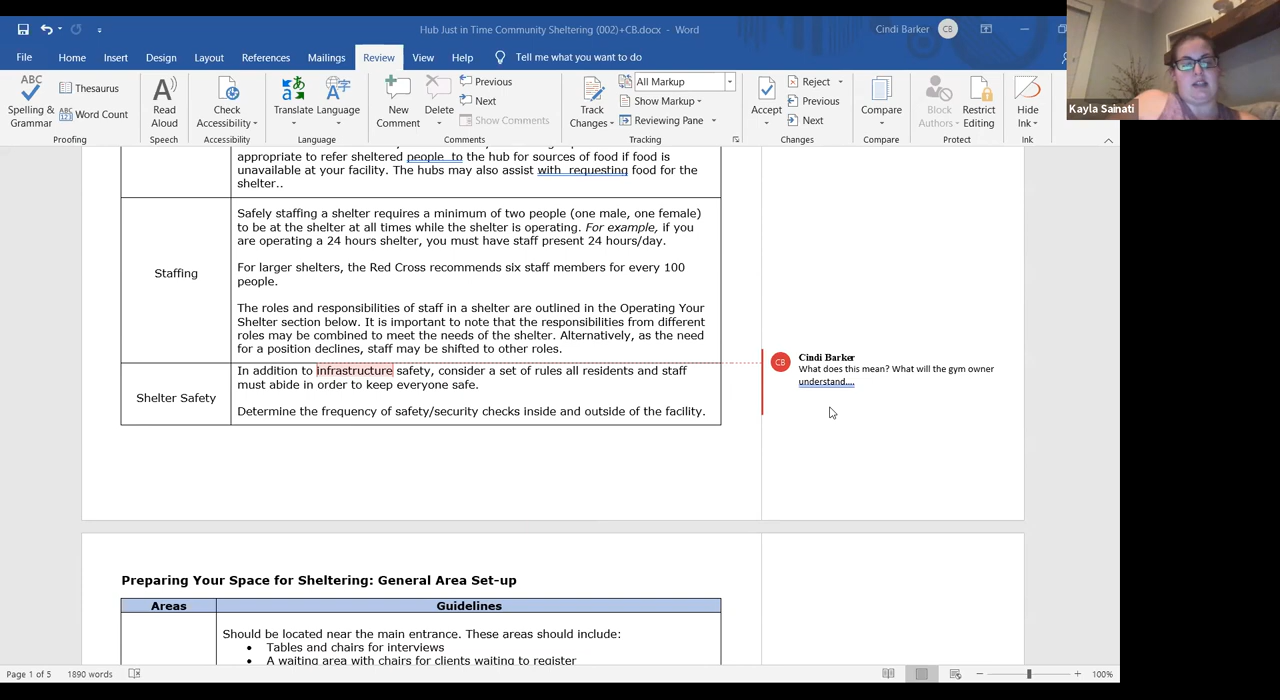 Hub Just in Time Community Sheltering (002)+CB.docx - Word
Cindi Barker CB
File Home Insert Design Layout References Mailings Review View Help Tell me what you want to do
ABC
Spelling &
Grammar
Thesaurus
ABC
123
Word Count
Proofing
Read
Aloud
Speech
Check
Accessibility
Accessibility
Translate Language
Language
New
Comment
Delete
Previous
Next
Show Comments
Comments
Track
Changes
All Markup
Show Markup
Reviewing Pane
Tracking
Accept
Reject
Previous
Next
Changes
Compare
Compare
Block
Authors
Restrict
Editing
Protect
Hide
Ink
Ink
Kayla Sainati
appropriate to refer sheltered people to the hub for sources of food if food is
unavailable at your facility. The hubs may also assist with requesting food for the
shelter..
Staffing
Safely staffing a shelter requires a minimum of two people (one male, one female)
to be at the shelter at all times while the shelter is operating. For example, if you
are operating a 24 hours shelter, you must have staff present 24 hours/day.
For larger shelters, the Red Cross recommends six staff members for every 100
people.
The roles and responsibilities of staff in a shelter are outlined in the Operating Your
Shelter section below. It is important to note that the responsibilities from different
roles may be combined to meet the needs of the shelter. Alternatively, as the need
for a position declines, staff may be shifted to other roles.
Shelter Safety
In addition to infrastructure safety, consider a set of rules all residents and staff
must abide in order to keep everyone safe.
Determine the frequency of safety/security checks inside and outside of the facility.
CB
Cindi Barker
What does this mean? What will the gym owner
understand....
Preparing Your Space for Sheltering: General Area Set-up
Areas Guidelines
Should be located near the main entrance. These areas should include:
• Tables and chairs for interviews
• A waiting area with chairs for clients waiting to register
Page 1 of 5 1890 words
100%